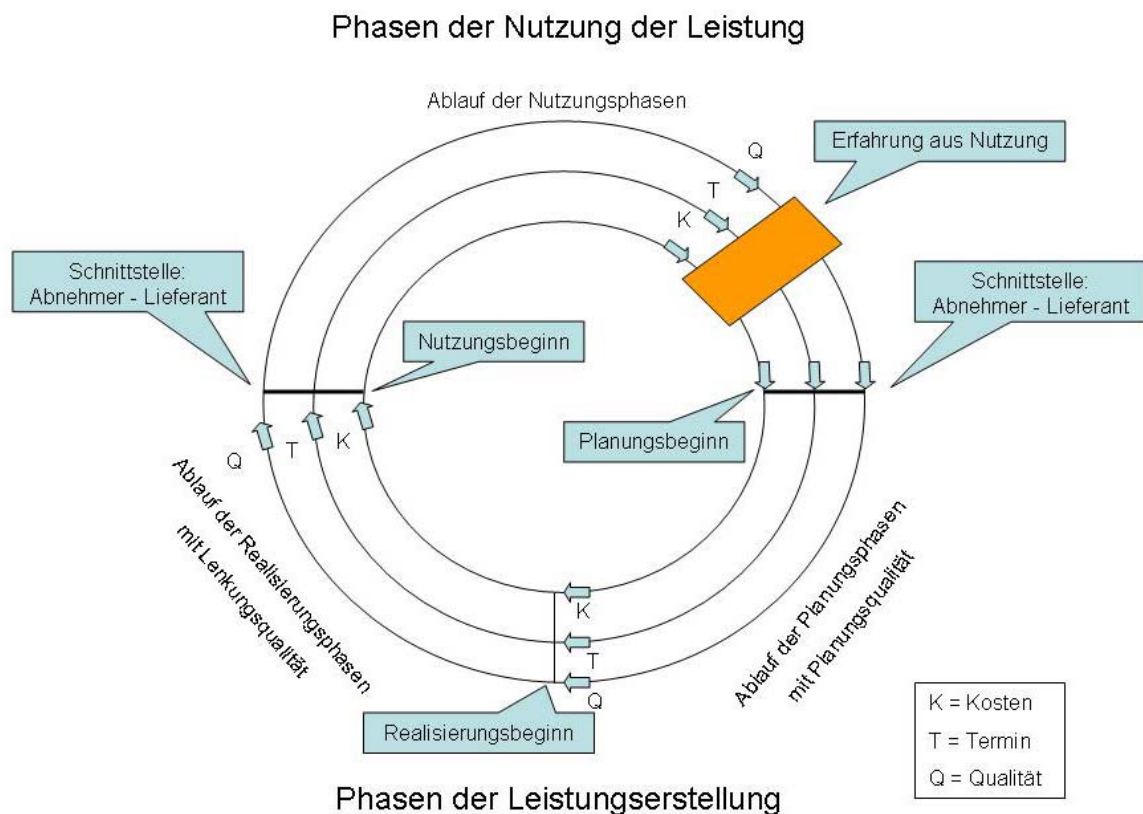 Phasen der Nutzung der Leistung
Ablauf der Nutzungsphasen
Q
Erfahrung aus Nutzung
T
K
Schnittstelle:
Abnehmer - Lieferant
Schnittstelle:
Abnehmer - Lieferant
Nutzungsbeginn
Planungsbeginn
Q
T
K
Ablauf der Realisierungsphasen
mit Lenkungsqualität
Ablauf der Planungsphasen
mit Planungsqualität
K
T
Q
Realisierungsbeginn
K = Kosten
T = Termin
Q = Qualität
Phasen der Leistungserstellung